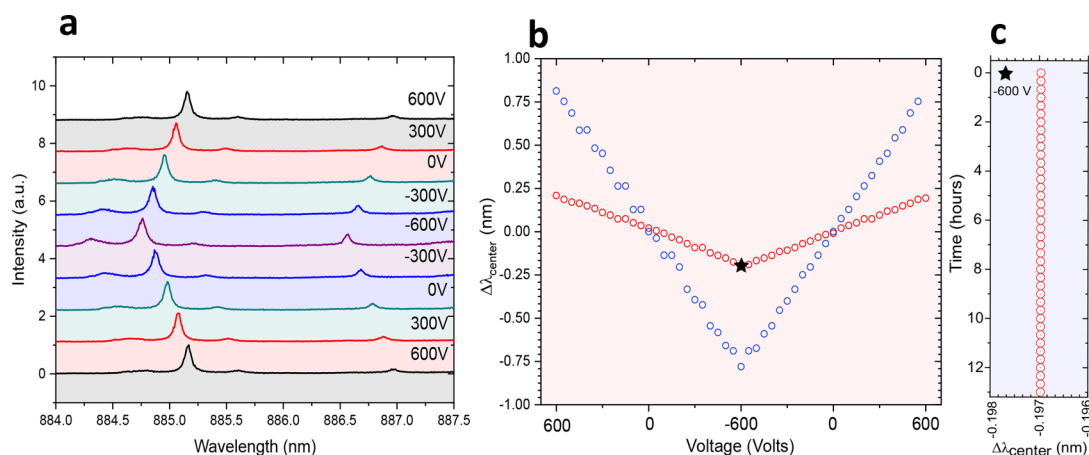 a
Intensity (a.u.)
10
8
6
4
2
0
600V
300V
0V
-300V
-600V
-300V
0V
300V
600V
884.0 884.5 885.0 885.5 886.0 886.5 887.0 887.5
Wavelength (nm)
b
Δλcenter (nm)
1.00
0.75
0.50
0.25
0.00
-0.25
-0.50
-0.75
-1.00
600 0 -600 0 600
Voltage (Volts)
c
Time (hours)
0
2
4
6
8
10
12
-600 V
-0.198 -0.197 -0.196
Δλcenter (nm)